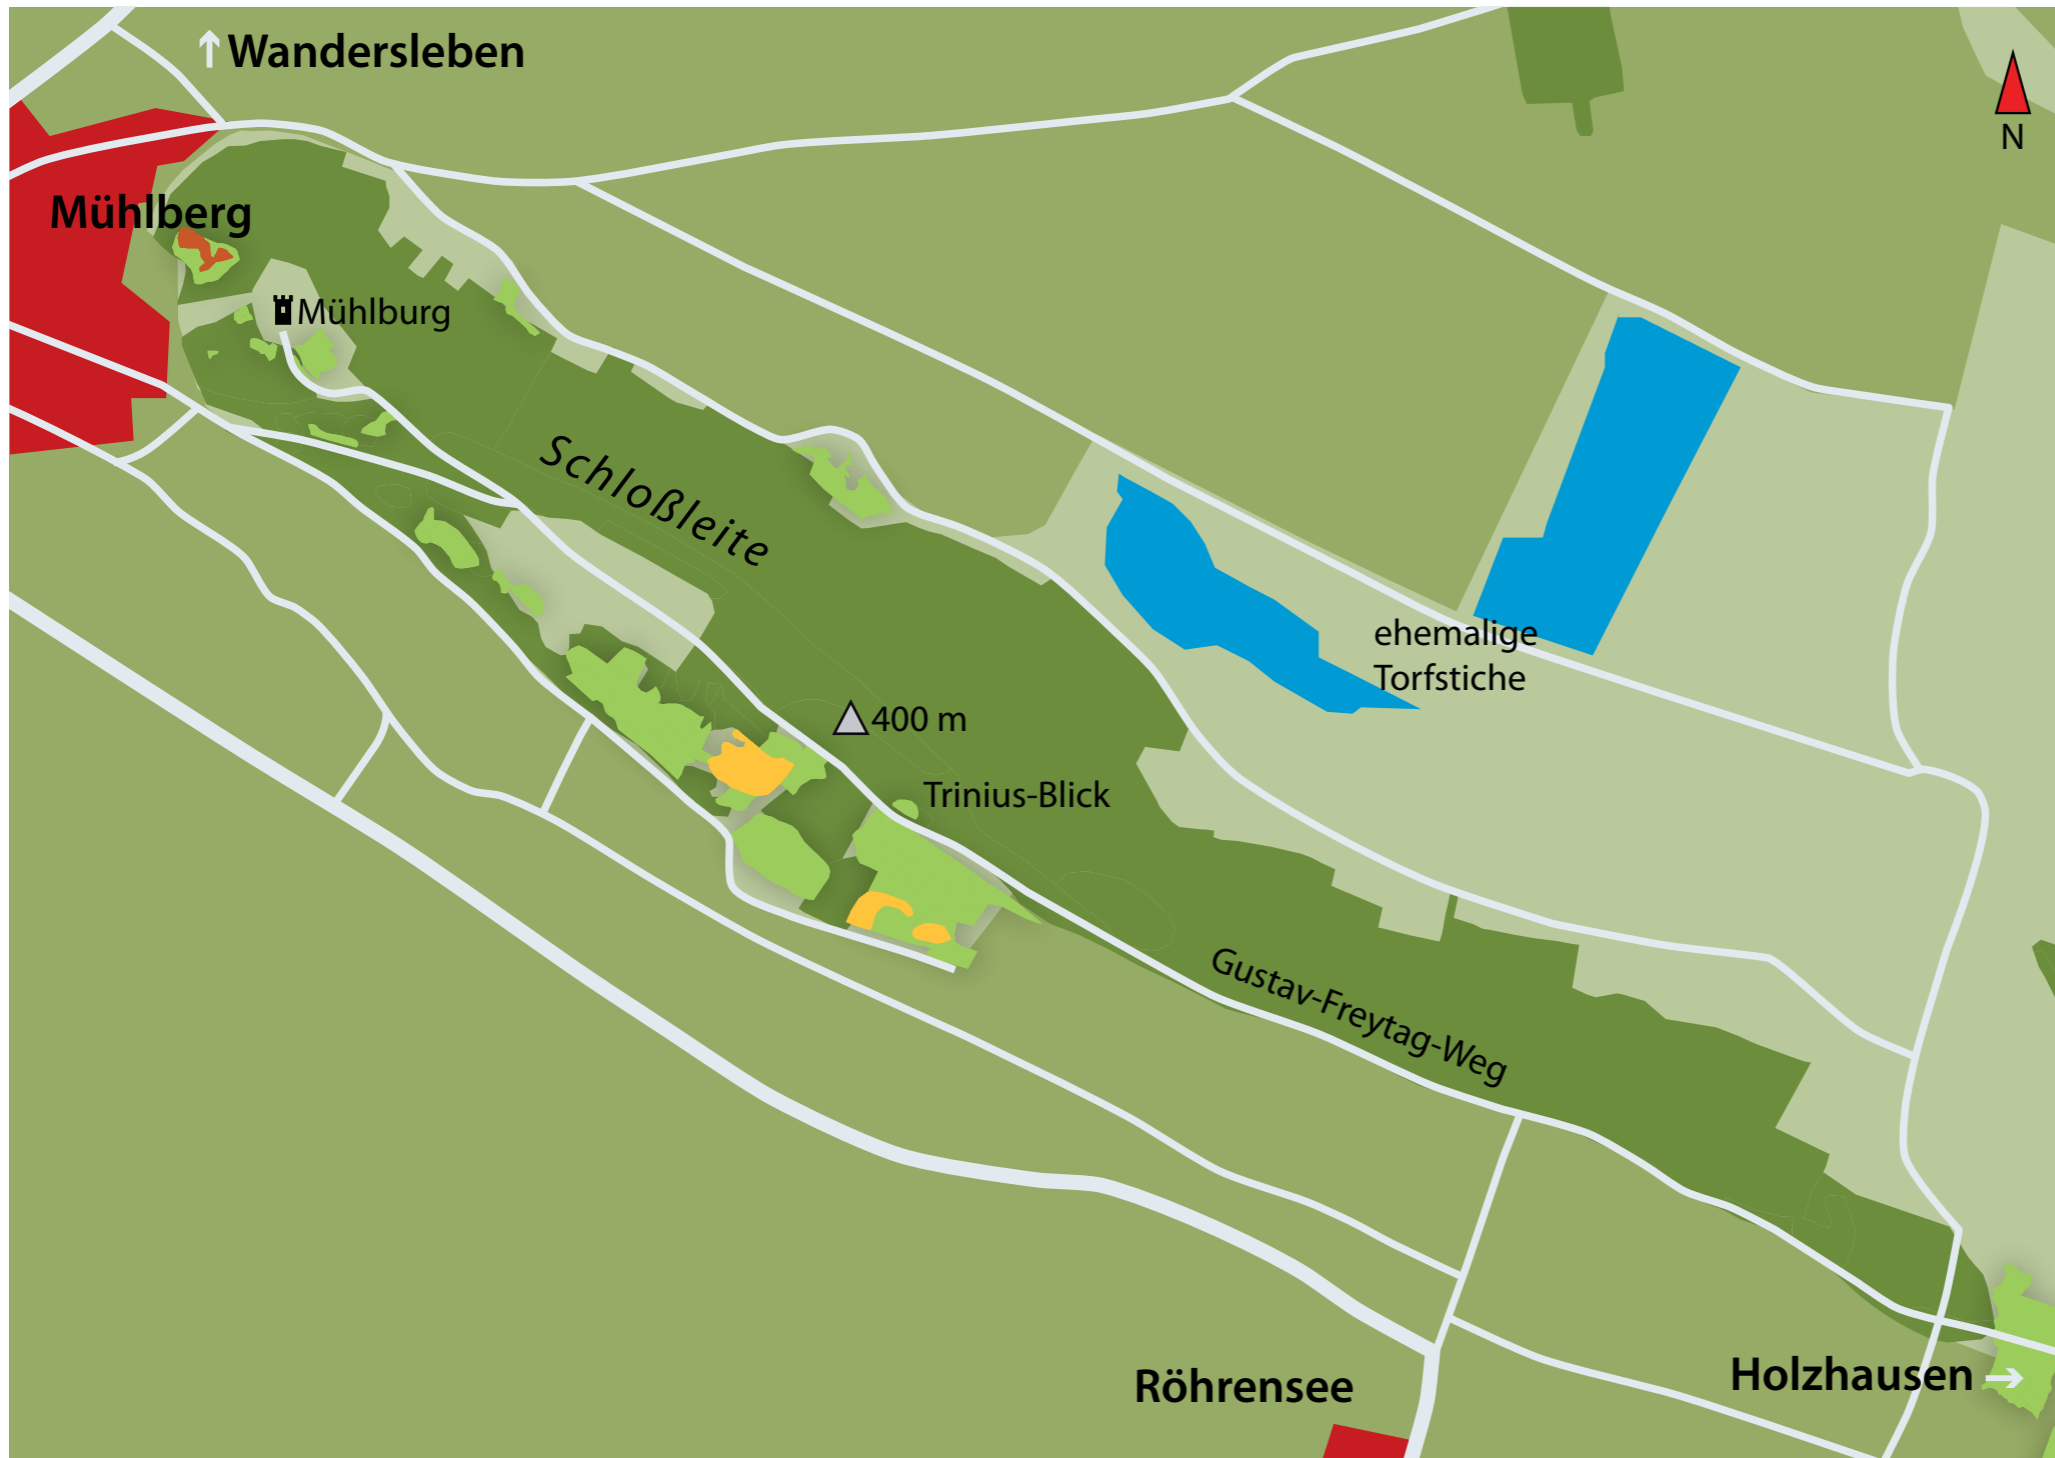 Wandersleben
N
Mühlberg
Mühlburg
Schloßleite
ehemalige
Torfstiche
400 m
Trinius-Blick
Gustav-Freytag-Weg
Röhrensee
Holzhausen